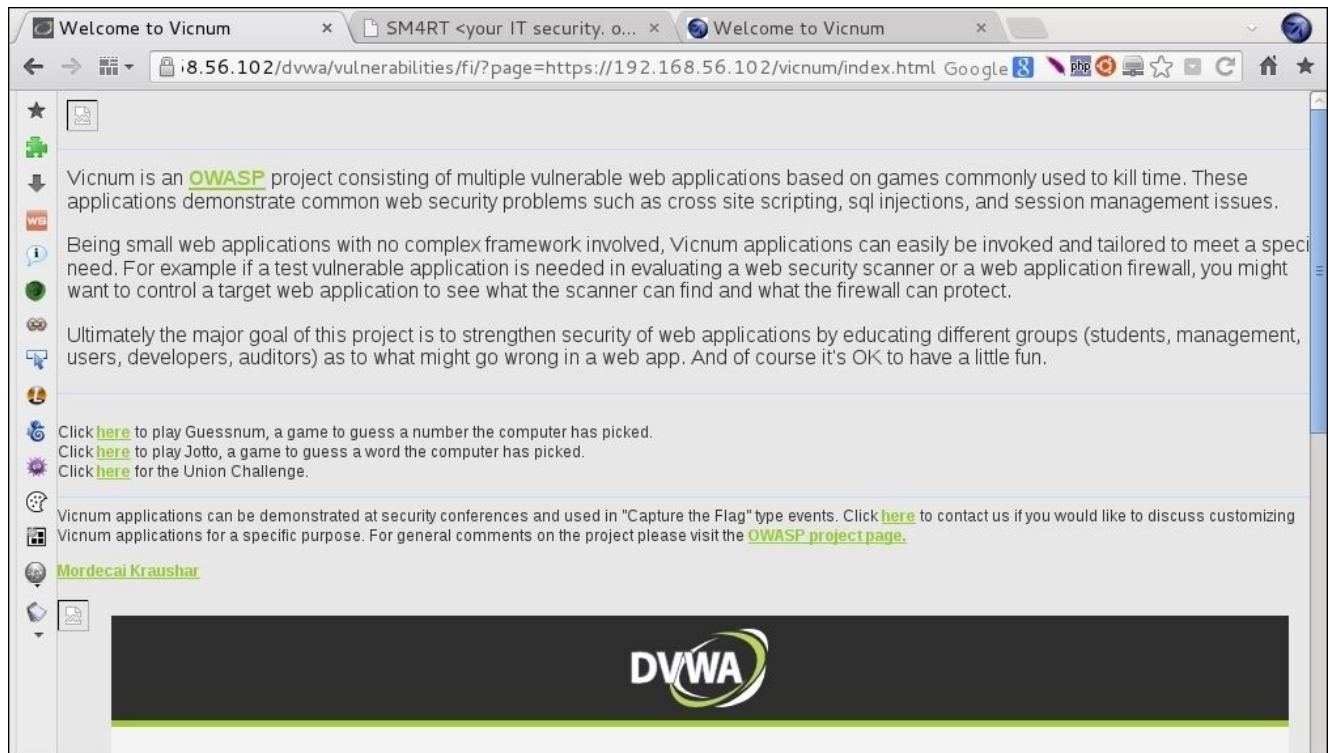 Welcome to Vicnum
SM4RT <your IT security. o...
Welcome to Vicnum
8.56.102/dvwa/vulnerabilities/fi/?page=https://192.168.56.102/vicnum/index.html Google
8
php
WS
Vicnum is an OWASP project consisting of multiple vulnerable web applications based on games commonly used to kill time. These
applications demonstrate common web security problems such as cross site scripting, sql injections, and session management issues.
Being small web applications with no complex framework involved, Vicnum applications can easily be invoked and tailored to meet a speci
need. For example if a test vulnerable application is needed in evaluating a web security scanner or a web application firewall, you might
want to control a target web application to see what the scanner can find and what the firewall can protect.
Ultimately the major goal of this project is to strengthen security of web applications by educating different groups (students, management,
users, developers, auditors) as to what might go wrong in a web app. And of course it's OK to have a little fun.
Click here to play Guessnum, a game to guess a number the computer has picked.
Click here to play Jotto, a game to guess a word the computer has picked.
Click here for the Union Challenge.
Vicnum applications can be demonstrated at security conferences and used in "Capture the Flag" type events. Click here to contact us if you would like to discuss customizing
Vicnum applications for a specific purpose. For general comments on the project please visit the OWASP project page.
Mordecai Kraushar
DVWA